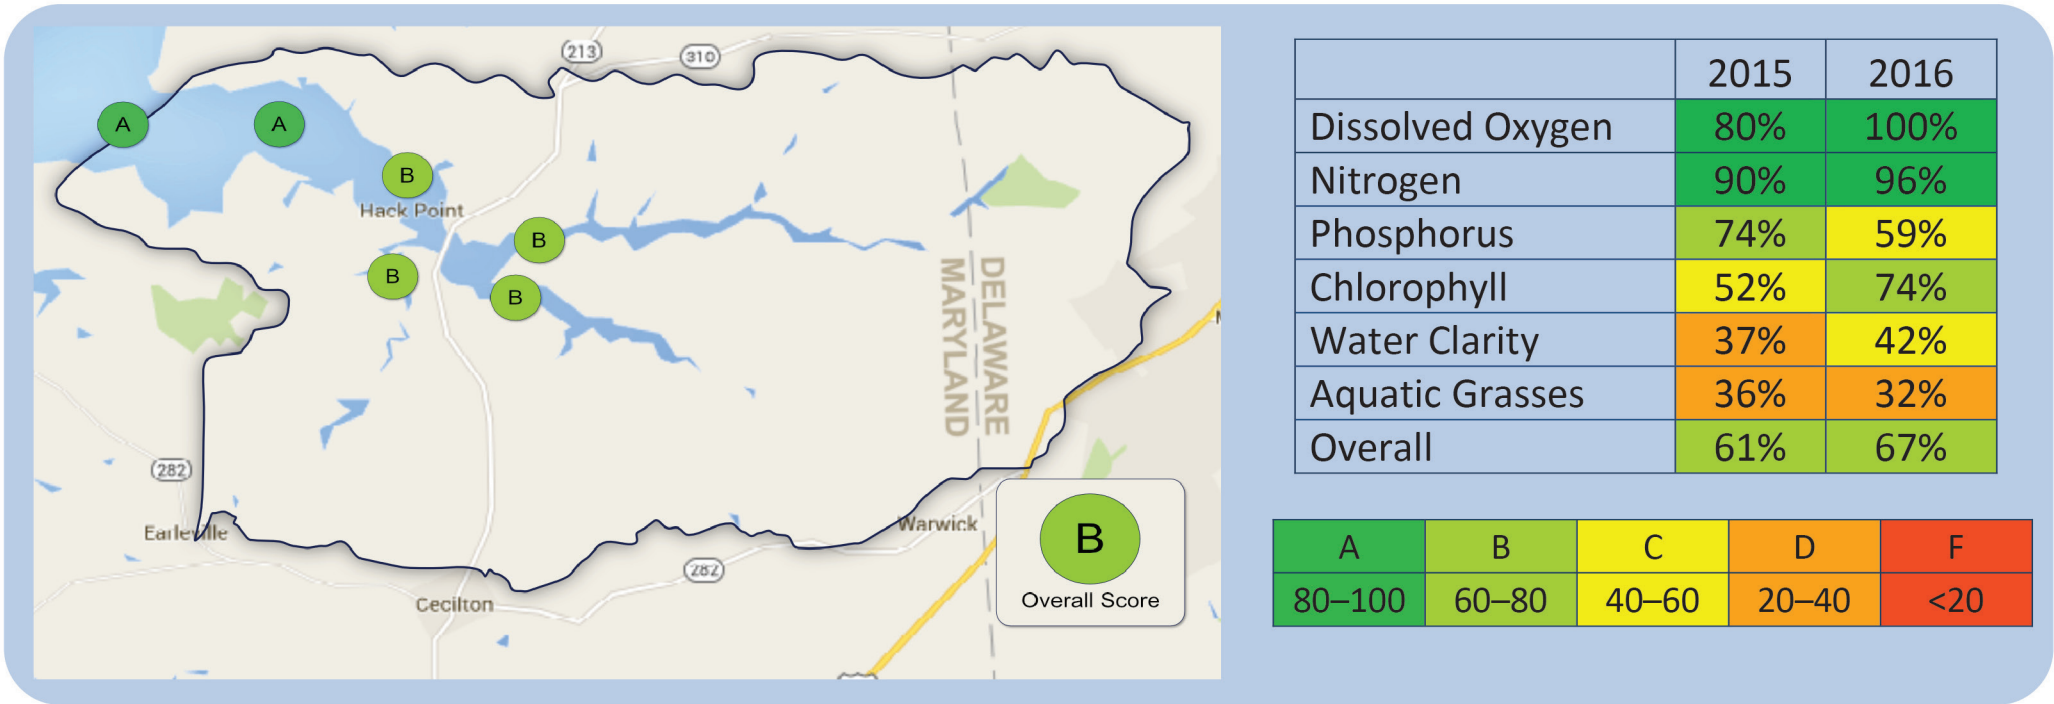 213
310
A
A
B
Hack Point
B
B
B
DELAWARE
MARYLAND
282
Earleville
Warwick
282
Cecilton
B
Overall Score
2015 2016
Dissolved Oxygen 80% 100%
Nitrogen 90% 96%
Phosphorus 74% 59%
Chlorophyll 52% 74%
Water Clarity 37% 42%
Aquatic Grasses 36% 32%
Overall 61% 67%
A B C D F
80–100 60–80 40–60 20–40 <20